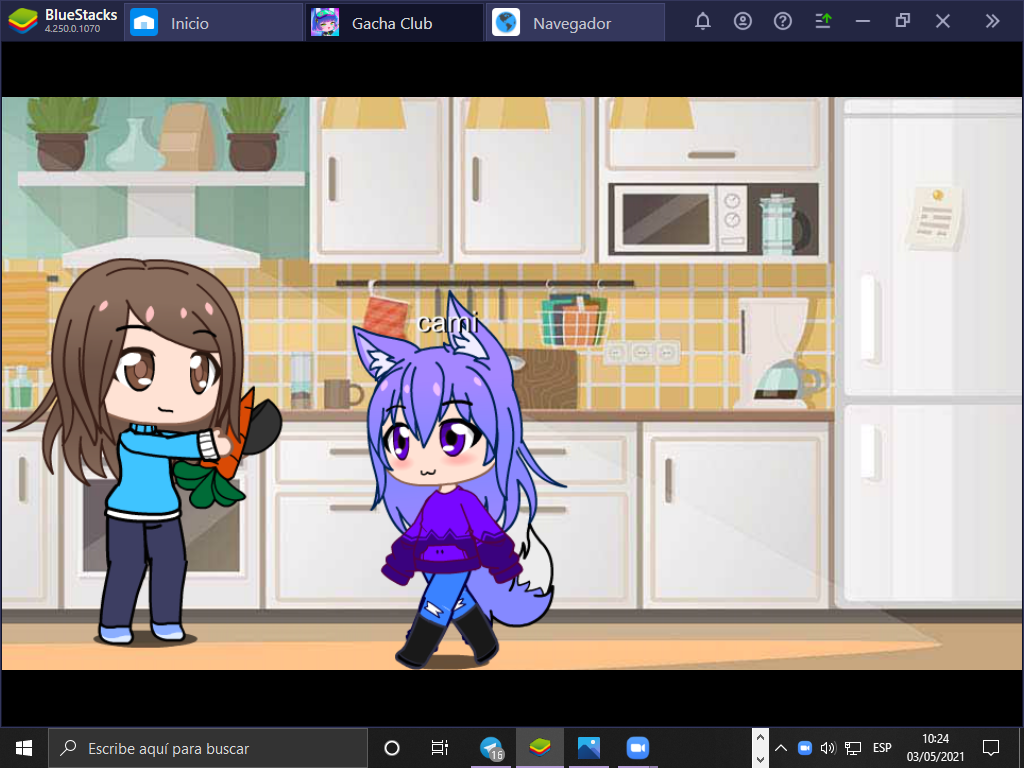 BlueStacks
4.250.0.1070
Inicio
Gacha Club
Navegador
cami
Escribe aquí para buscar
16
ESP
10:24
03/05/2021